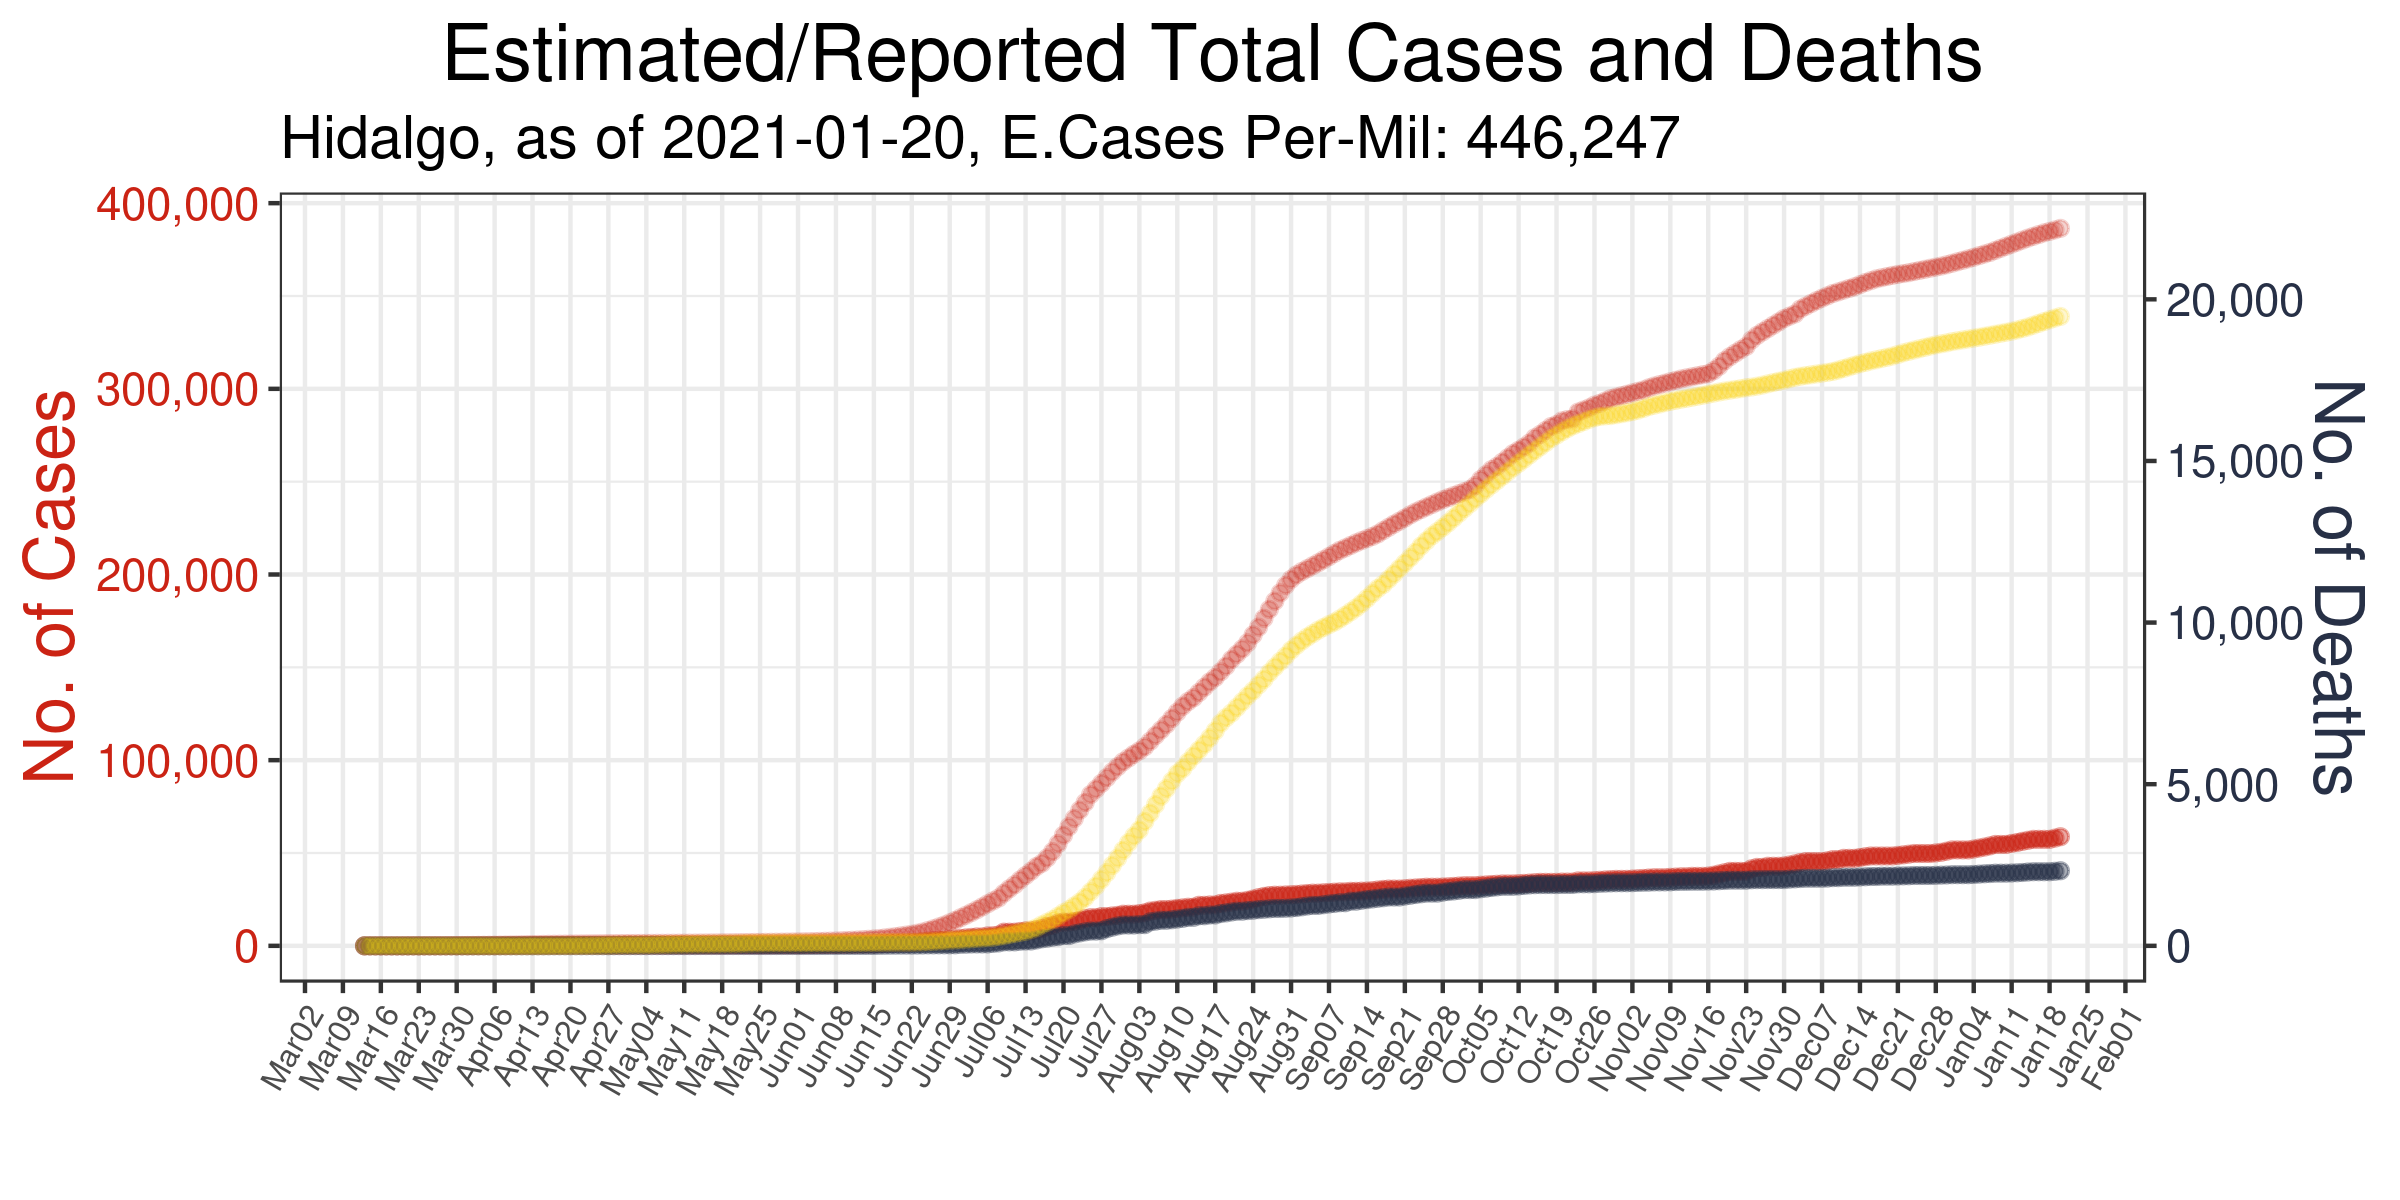 Estimated/Reported Total Cases and Deaths
Hidalgo, as of 2021-01-20, E.Cases Per-Mil: 446,247
No. of Cases
400,000
300,000
200,000
100,000
0
20,000
15,000
10,000
5,000
0
No. of Deaths
Mar02
Mar09
Mar16
Mar23
Mar30
Apr06
Apr13
Apr20
Apr27
May04
May11
May18
May25
Jun01
Jun08
Jun15
Jun22
Jun29
Jul06
Jul13
Jul20
Jul27
Aug03
Aug10
Aug17
Aug24
Aug31
Sep07
Sep14
Sep21
Sep28
Oct05
Oct12
Oct19
Oct26
Nov02
Nov09
Nov16
Nov23
Nov30
Dec07
Dec14
Dec21
Dec28
Jan04
Jan11
Jan18
Jan25
Feb01